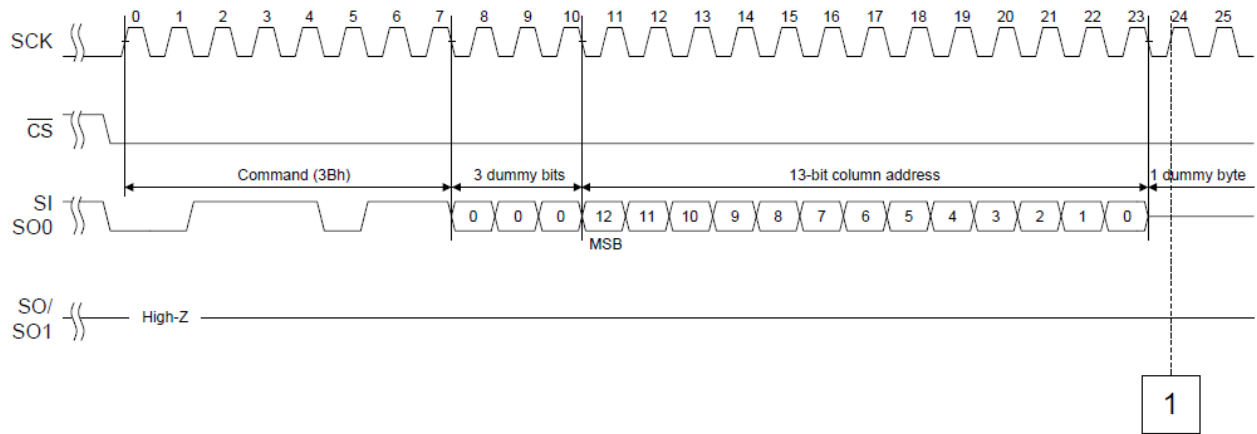 0 1 2 3 4 5 6 7 8 9 10 11 12 13 14 15 16 17 18 19 20 21 22 23 24 25
SCK
CS
Command (3Bh) 3 dummy bits 13-bit column address 1 dummy byte
SI
SO0
0 0 0 12 11 10 9 8 7 6 5 4 3 2 1 0
MSB
SO/
SO1
High-Z
1